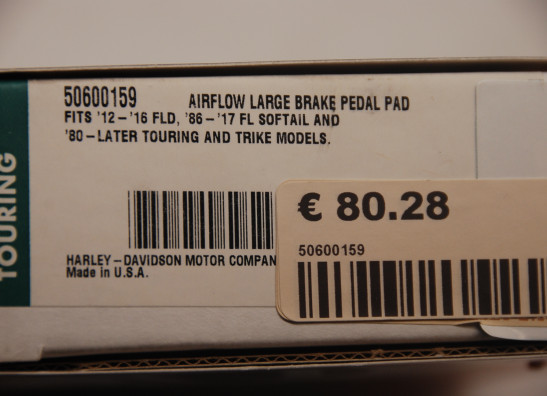 50600159 AIRFLOW LARGE BRAKE PEDAL PAD
FITS '12–'16 FLD, '86–'17 FL SOFTAIL AND
'80–LATER TOURING AND TRIKE MODELS.
TOURING
HARLEY–DAVIDSON MOTOR COMPAN
Made in U.S.A.
€ 80.28
50600159